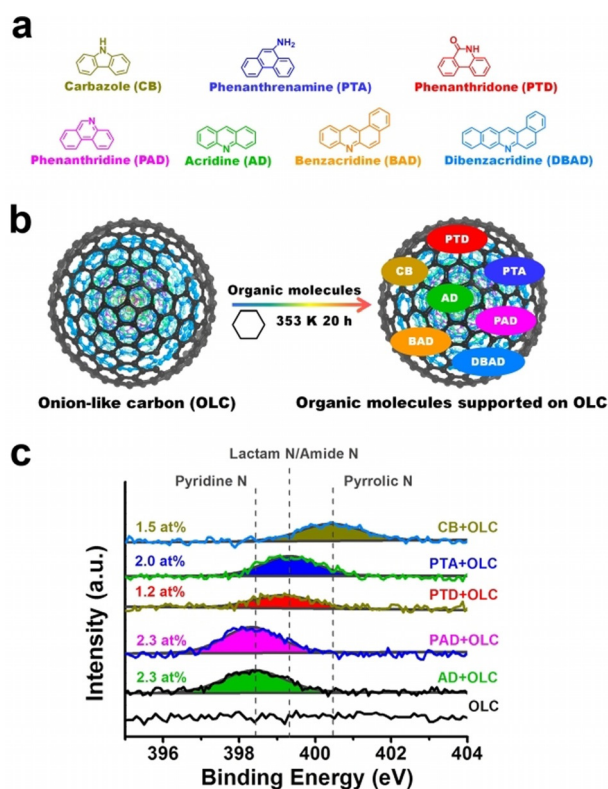 a
H
N
NH2
O
NH
Carbazole (CB)
Phenanthrenamine (PTA)
Phenanthridone (PTD)
N
N
N
N
Phenanthridine (PAD)
Acridine (AD)
Benzacridine (BAD)
Dibenzacridine (DBAD)
b
PTD
CB
PTA
AD
PAD
BAD
DBAD
Organic molecules
353 K 20 h
Onion-like carbon (OLC)
Organic molecules supported on OLC
c
Lactam N/Amide N
Pyridine N
Pyrrolic N
1.5 at%
CB+OLC
2.0 at%
PTA+OLC
1.2 at%
PTD+OLC
2.3 at%
PAD+OLC
2.3 at%
AD+OLC
OLC
Intensity (a.u.)
396 398 400 402 404
Binding Energy (eV)